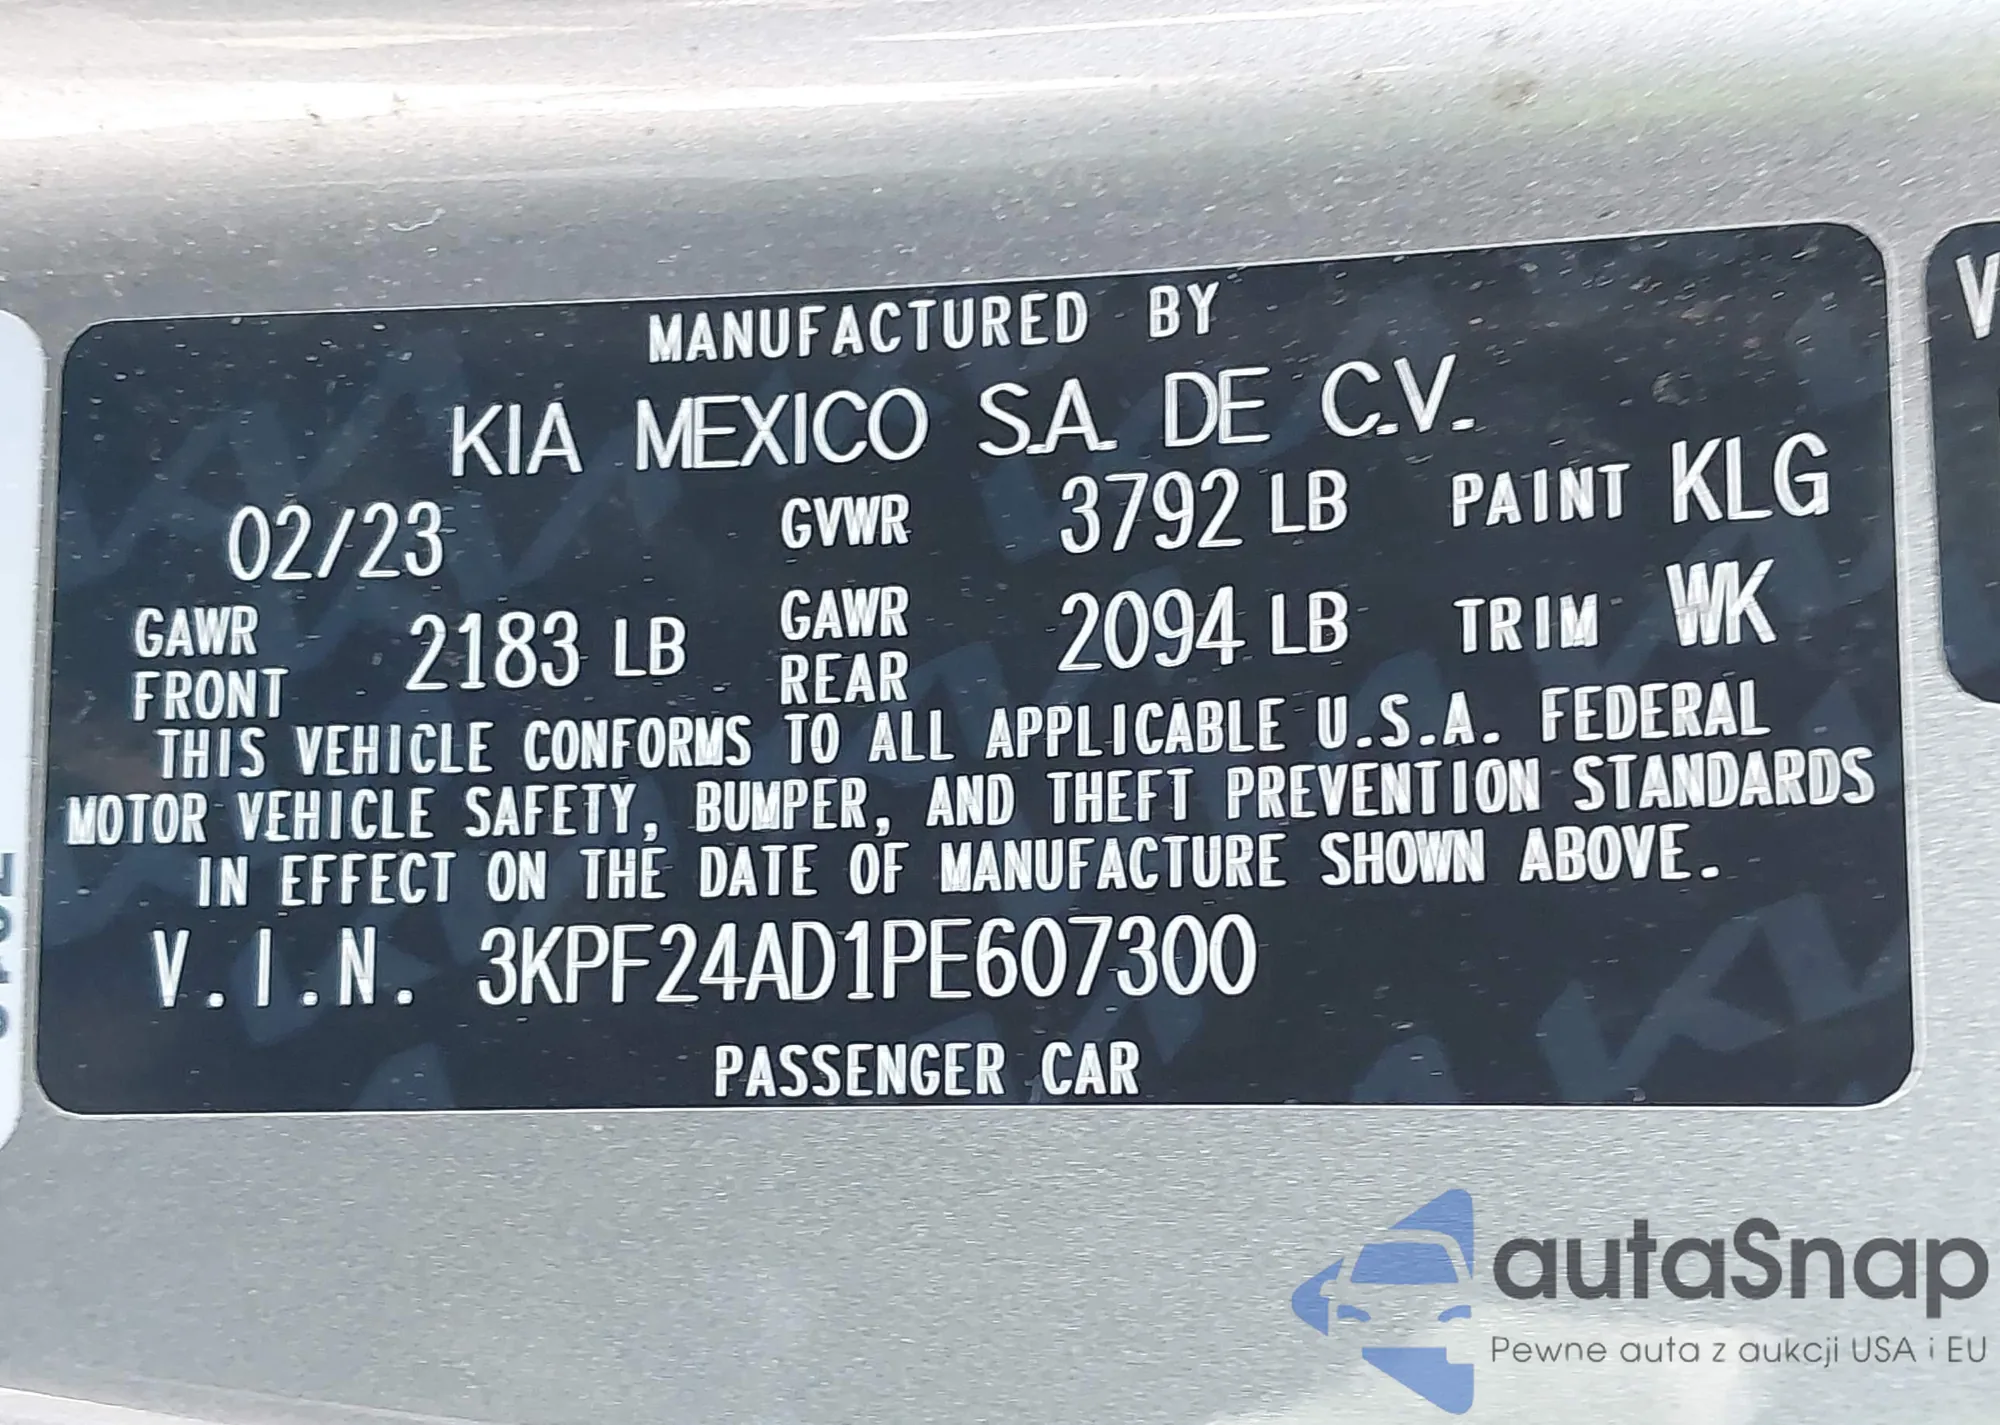 MANUFACTURED BY
KIA MEXICO S.A. DE C.V.
02/23 GVWR 3792 LB PAINT KLG
GAWR FRONT 2183 LB GAWR REAR 2094 LB TRIM WK
THIS VEHICLE CONFORMS TO ALL APPLICABLE U.S.A. FEDERAL
MOTOR VEHICLE SAFETY, BUMPER, AND THEFT PREVENTION STANDARDS
IN EFFECT ON THE DATE OF MANUFACTURE SHOWN ABOVE.
V.I.N. 3KPF24AD1PE607300
PASSENGER CAR
V
autaSnap
Pewne auta z aukcji USA i EU